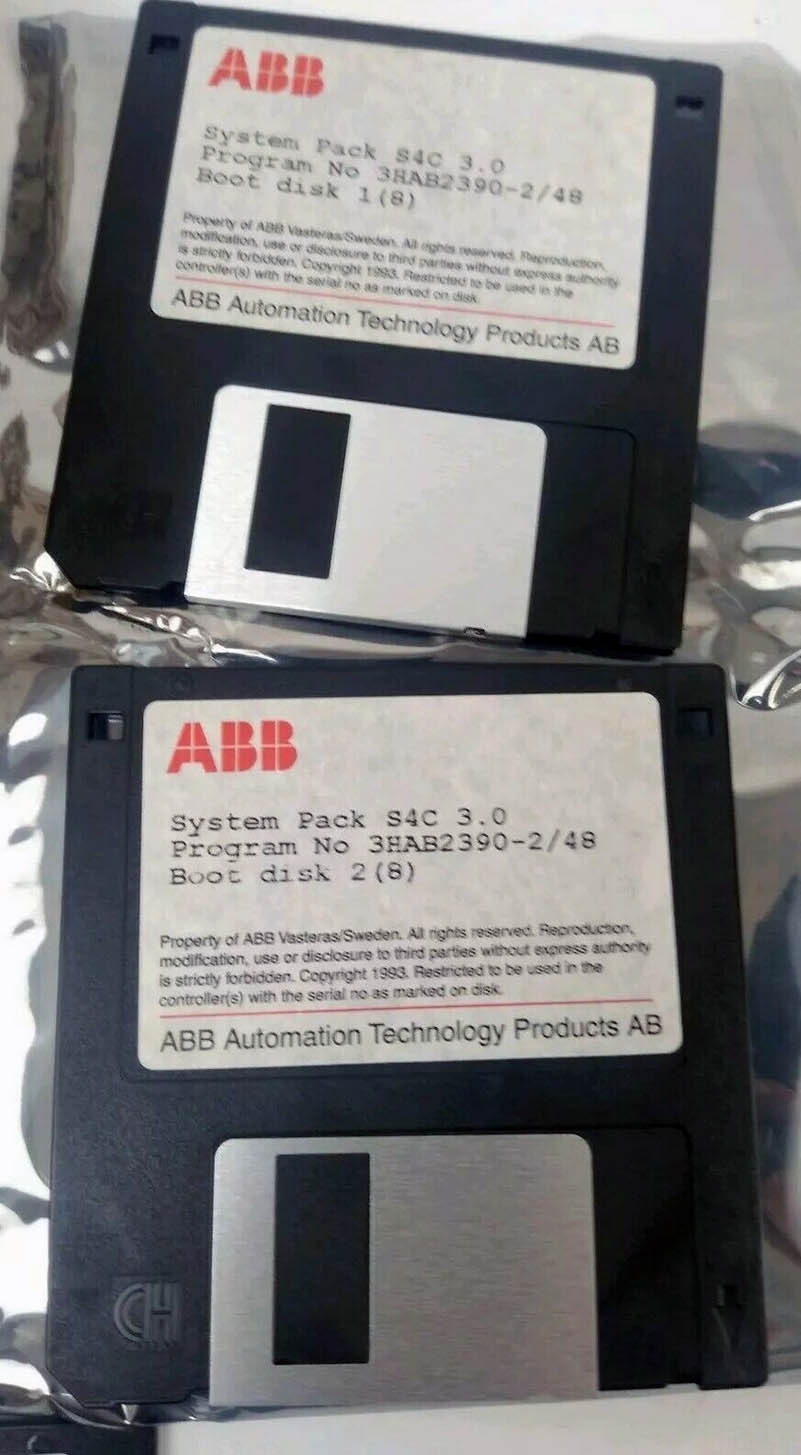 ABB
System Pack S4C 3.0
Program No 3HAB2390-2/48
Boot disk 1(8)
Property of ABB Vasteras/Sweden. All rights reserved. Reproduction,
modification, use or disclosure to third parties without express authority
is strictly forbidden. Copyright 1993. Restricted to be used in the
controller(s) with the serial no as marked on disk.
ABB Automation Technology Products AB
ABB
System Pack S4C 3.0
Program No 3HAB2390-2/48
Boot disk 2(8)
Property of ABB Vasteras/Sweden. All rights reserved. Reproduction,
modification, use or disclosure to third parties without express authority
is strictly forbidden. Copyright 1993. Restricted to be used in the
controller(s) with the serial no as marked on disk.
ABB Automation Technology Products AB
CH